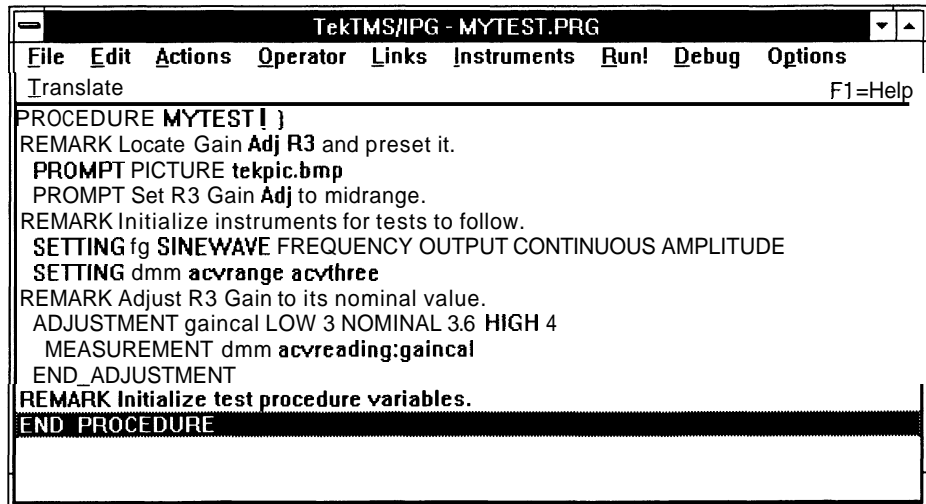 TekTMS/IPG - MYTEST.PRG
File Edit Actions Operator Links Instruments Run! Debug Options
Translate F1=Help
PROCEDURE MYTEST [ }
REMARK Locate Gain Adj R3 and preset it.
PROMPT PICTURE tekpic.bmp
PROMPT Set R3 Gain Adj to midrange.
REMARK Initialize instruments for tests to follow.
SETTING fg SINEWAVE FREQUENCY OUTPUT CONTINUOUS AMPLITUDE
SETTING dmm acvrange acvthree
REMARK Adjust R3 Gain to its nominal value.
ADJUSTMENT gaincal LOW 3 NOMINAL 3.6 HIGH 4
MEASUREMENT dmm acvreading:gaincal
END_ADJUSTMENT
REMARK Initialize test procedure variables.
END PROCEDURE